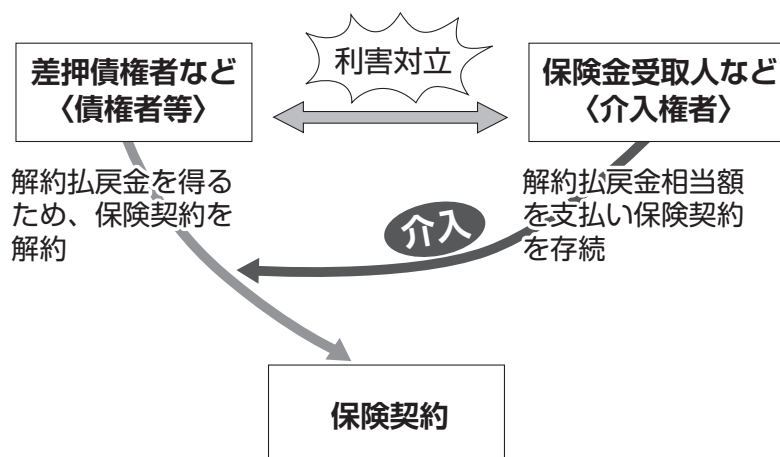 利害対立
差押債権者など
〈債権者等〉
保険金受取人など
〈介入権者〉
解約払戻金を得る
ため、保険契約を
解約
解約払戻金相当額
を支払い保険契約
を存続
介入
保険契約